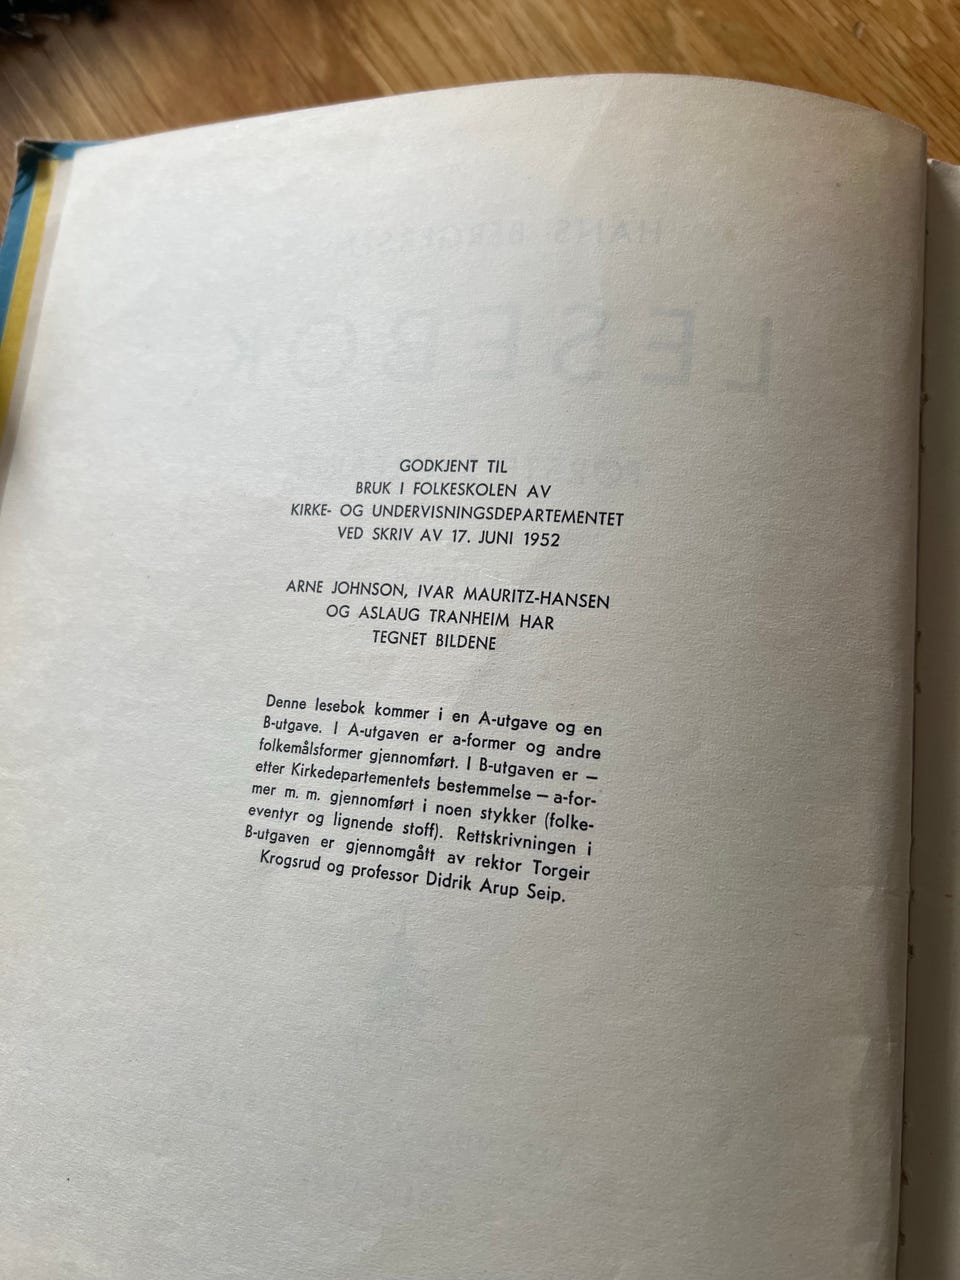 HANS BERGERSEN
LESEBOK
GODKJENT TIL
BRUK I FOLKESKOLEN AV
KIRKE- OG UNDERVISNINGSDEPARTEMENTET
VED SKRIV AV 17. JUNI 1952
ARNE JOHNSON, IVAR MAURITZ-HANSEN
OG ASLAUG TRANHEIM HAR
TEGNET BILDENE
Denne lesebok kommer i en A-utgave og en
B-utgave. I A-utgaven er a-former og andre
folkemålsformer gjennomført. I B-utgaven er —
etter Kirkedepartementets bestemmelse — a-for-
mer m. m. gjennomført i noen stykker (folke-
eventyr og lignende stoff). Rettskrivningen i
B-utgaven er gjennomgått av rektor Torgeir
Krogsrud og professor Didrik Arup Seip.